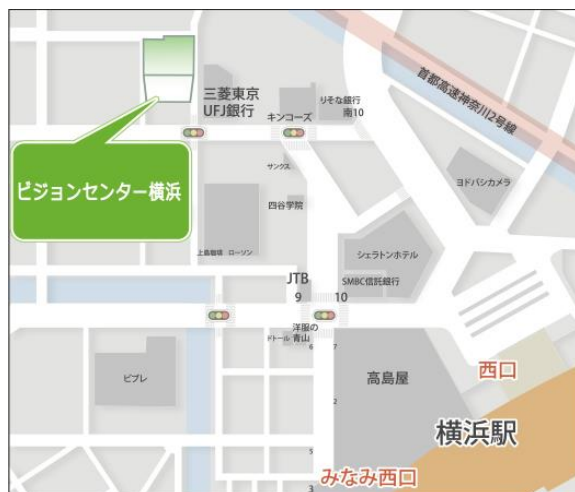 首都高速神奈川2号線
三菱東京
UFJ銀行
りそな銀行
南10
キンコーズ
ビジョンセンター横浜
サンクス
ヨドバシカメラ
四谷学院
上島珈琲 ローソン
シェラトンホテル
JTB
SMBC信託銀行
9
10
洋服の
青山
ドトール
6
7
ビブレ
高島屋
西口
2
横浜駅
5
みなみ西口
3